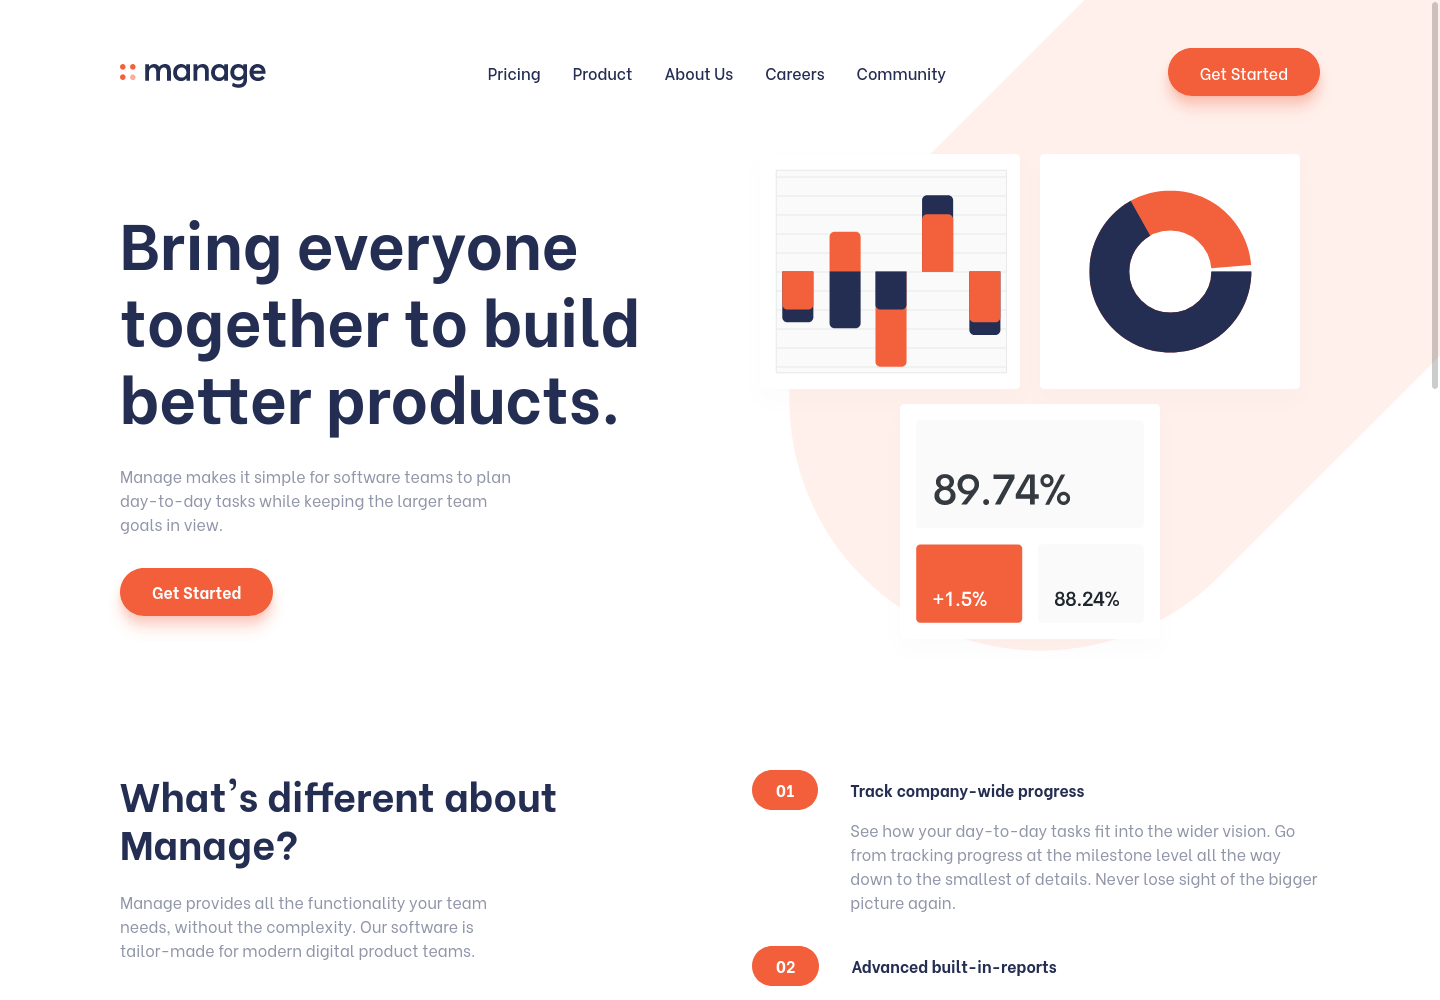 manage
Pricing
Product
About Us
Careers
Community
Get Started
Bring everyone
together to build
better products.
Manage makes it simple for software teams to plan
day-to-day tasks while keeping the larger team
goals in view.
Get Started
89.74%
+1.5%
88.24%
What's different about
Manage?
Manage provides all the functionality your team
needs, without the complexity. Our software is
tailor-made for modern digital product teams.
01
Track company-wide progress
See how your day-to-day tasks fit into the wider vision. Go
from tracking progress at the milestone level all the way
down to the smallest of details. Never lose sight of the bigger
picture again.
02
Advanced built-in-reports